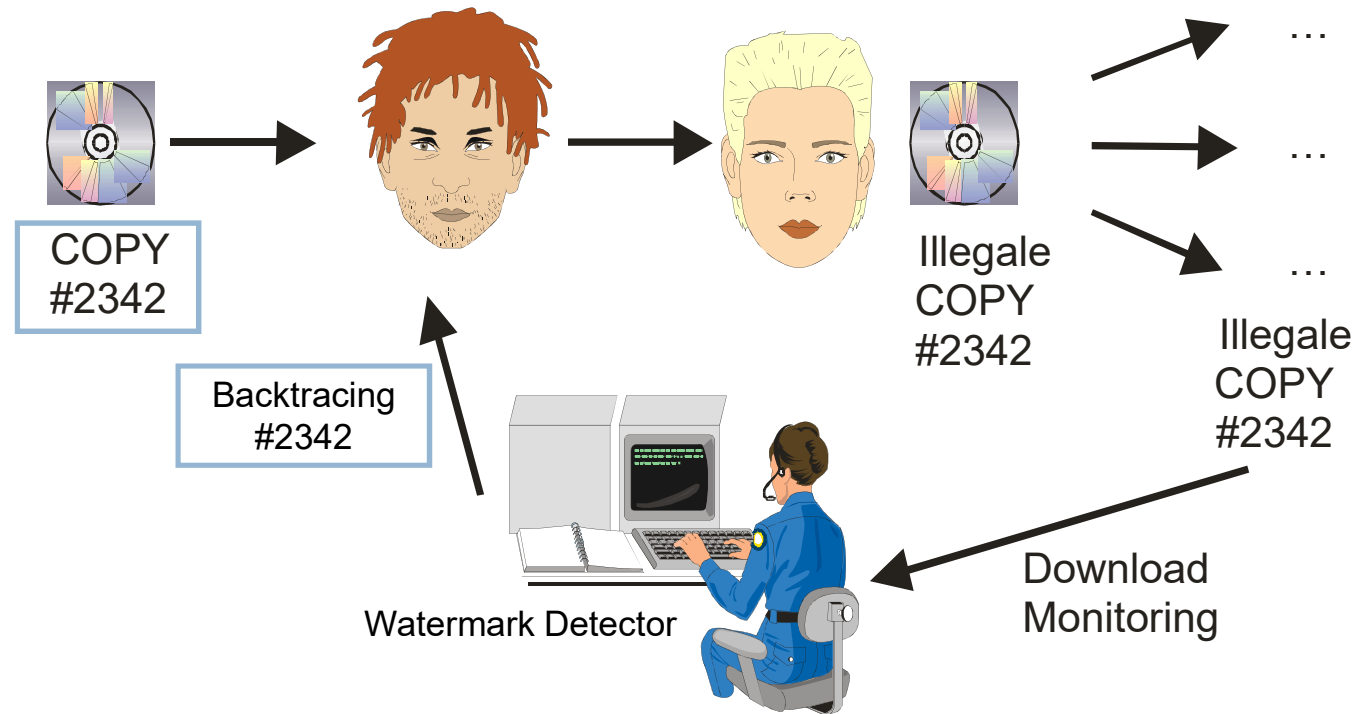 COPY
#2342
Illegale
COPY
#2342
…
…
…
Illegale
COPY
#2342
Backtracing
#2342
Watermark Detector
Download
Monitoring